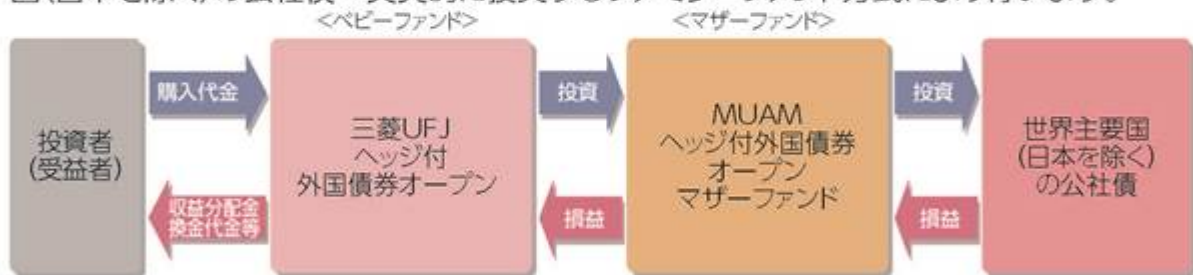 <ベビーファンド>
<マザーファンド>
投資者
(受益者)
購入代金
収益分配金
換金代金等
三菱UFJ
ヘッジ付
外国債券オープン
投資
損益
MUAM
ヘッジ付外国債券
オープン
マザーファンド
投資
損益
世界主要国
(日本を除く)
の公社債